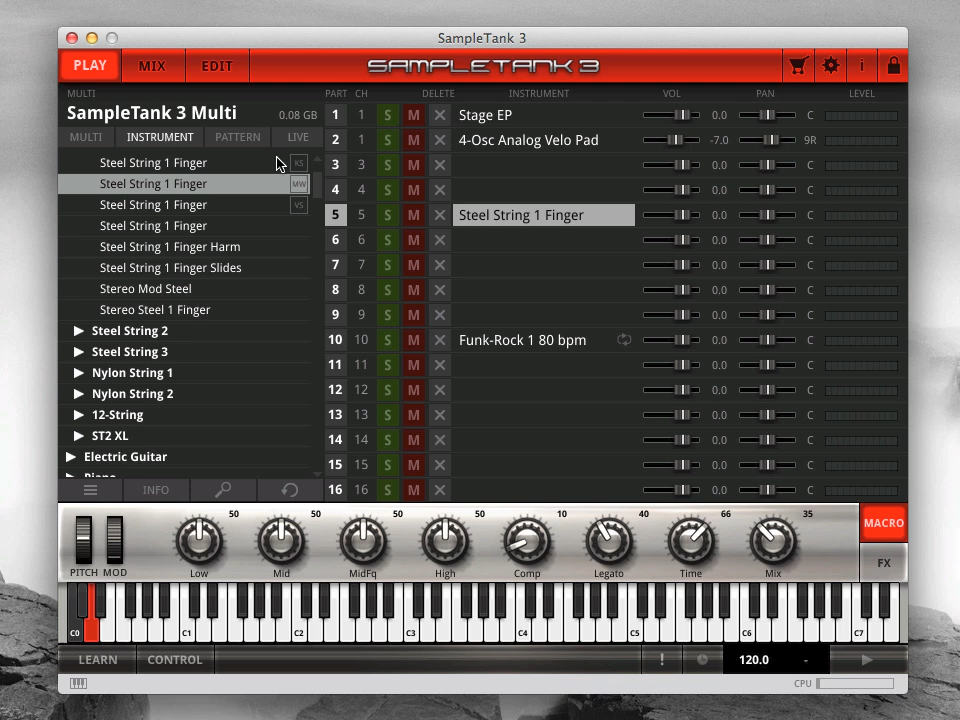 SampleTank 3
PLAY MIX EDIT SAMPLETANK 3 i
MULTI PART CH DELETE INSTRUMENT VOL PAN LEVEL
SampleTank 3 Multi 0.08 GB
MULTI INSTRUMENT PATTERN LIVE
Steel String 1 Finger KS
Steel String 1 Finger MW
Steel String 1 Finger VS
Steel String 1 Finger
Steel String 1 Finger Harm
Steel String 1 Finger Slides
Stereo Mod Steel
Stereo Steel 1 Finger
Steel String 2
Steel String 3
Nylon String 1
Nylon String 2
12-String
ST2 XL
Electric Guitar
Piano
INFO
1 1 S M X Stage EP 0.0 C
2 1 S M X 4-Osc Analog Velo Pad -7.0 9R
3 3 S M X 0.0 C
4 4 S M X 0.0 C
5 5 S M X Steel String 1 Finger 0.0 C
6 6 S M X 0.0 C
7 7 S M X 0.0 C
8 8 S M X 0.0 C
9 9 S M X 0.0 C
10 10 S M X Funk-Rock 1 80 bpm 0.0 C
11 11 S M X 0.0 C
12 12 S M X 0.0 C
13 13 S M X 0.0 C
14 14 S M X 0.0 C
15 15 S M X 0.0 C
16 16 S M X 0.0 C
50 50 50 50 10 40 66 35
PITCH MOD Low Mid MidFq High Comp Legato Time Mix
MACRO
FX
C0 C1 C2 C3 C4 C5 C6 C7
LEARN CONTROL ! 120.0 -
CPU